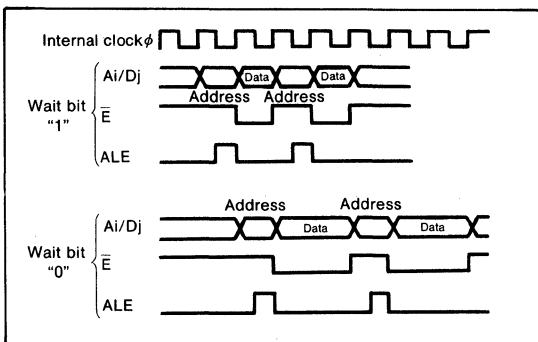 Internal clock φ
Ai/Dj
Data
Data
Address
Address
Wait bit
“1”
E̅
ALE
Address
Address
Ai/Dj
Data
Data
Wait bit
“0”
E̅
ALE